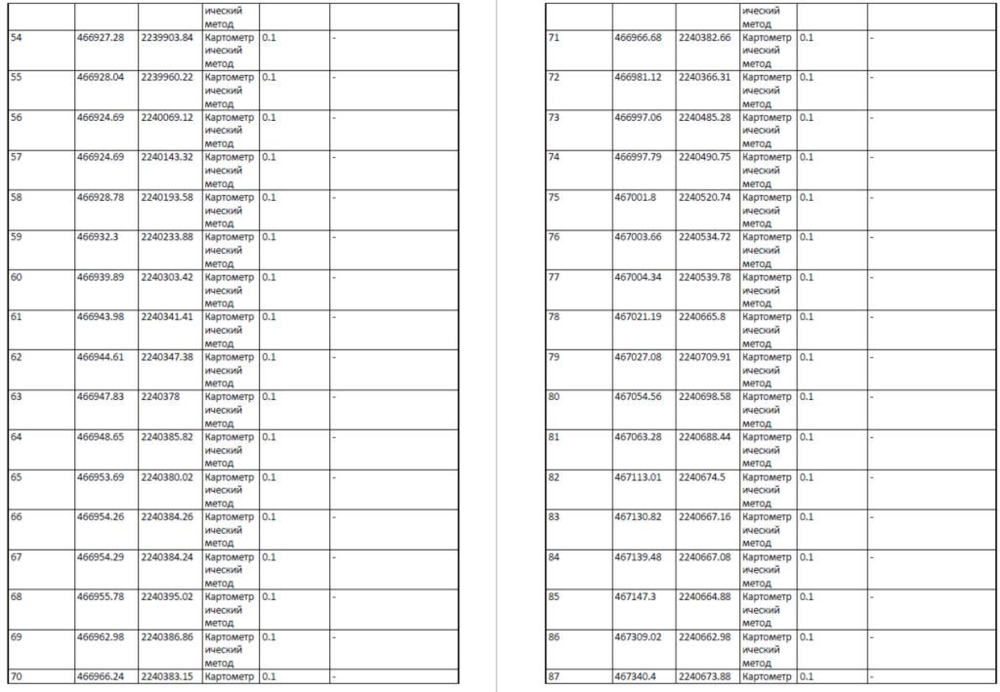 ический
метод
54 466927.28 2239903.84 Картометр 0.1 -
ический
метод
55 466928.04 2239960.22 Картометр 0.1 -
ический
метод
56 466924.69 2240069.12 Картометр 0.1 -
ический
метод
57 466924.69 2240143.32 Картометр 0.1 -
ический
метод
58 466928.78 2240193.58 Картометр 0.1 -
ический
метод
59 466932.3 2240233.88 Картометр 0.1 -
ический
метод
60 466939.89 2240303.42 Картометр 0.1 -
ический
метод
61 466943.98 2240341.41 Картометр 0.1 -
ический
метод
62 466944.61 2240347.38 Картометр 0.1 -
ический
метод
63 466947.83 2240378 Картометр 0.1 -
ический
метод
64 466948.65 2240385.82 Картометр 0.1 -
ический
метод
65 466953.69 2240380.02 Картометр 0.1 -
ический
метод
66 466954.26 2240384.26 Картометр 0.1 -
ический
метод
67 466954.29 2240384.24 Картометр 0.1 -
ический
метод
68 466955.78 2240395.02 Картометр 0.1 -
ический
метод
69 466962.98 2240386.86 Картометр 0.1 -
ический
метод
70 466966.24 2240383.15 Картометр 0.1 -
ический
метод
71 466966.68 2240382.66 Картометр 0.1 -
ический
метод
72 466981.12 2240366.31 Картометр 0.1 -
ический
метод
73 466997.06 2240485.28 Картометр 0.1 -
ический
метод
74 466997.79 2240490.75 Картометр 0.1 -
ический
метод
75 467001.8 2240520.74 Картометр 0.1 -
ический
метод
76 467003.66 2240534.72 Картометр 0.1 -
ический
метод
77 467004.34 2240539.78 Картометр 0.1 -
ический
метод
78 467021.19 2240665.8 Картометр 0.1 -
ический
метод
79 467027.08 2240709.91 Картометр 0.1 -
ический
метод
80 467054.56 2240698.58 Картометр 0.1 -
ический
метод
81 467063.28 2240688.44 Картометр 0.1 -
ический
метод
82 467113.01 2240674.5 Картометр 0.1 -
ический
метод
83 467130.82 2240667.16 Картометр 0.1 -
ический
метод
84 467139.48 2240667.08 Картометр 0.1 -
ический
метод
85 467147.3 2240664.88 Картометр 0.1 -
ический
метод
86 467309.02 2240662.98 Картометр 0.1 -
ический
метод
87 467340.4 2240673.88 Картометр 0.1 -